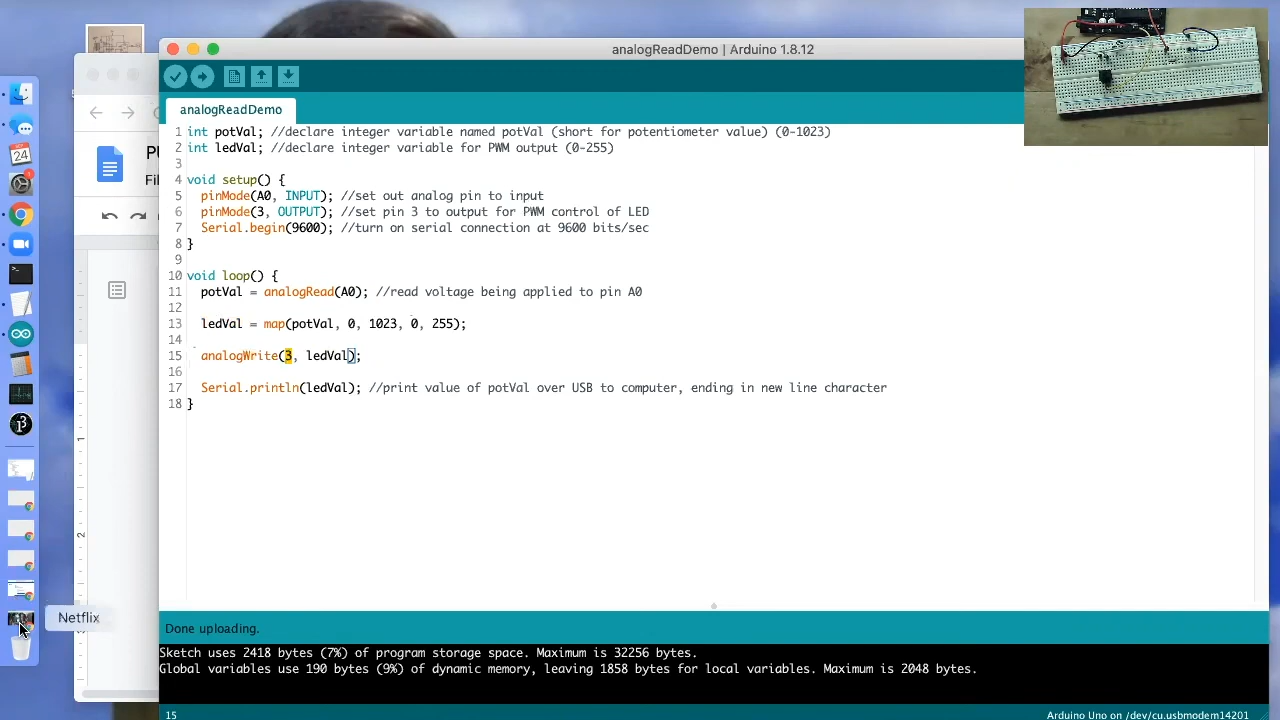 analogReadDemo | Arduino 1.8.12
analogReadDemo
1 int potVal; //declare integer variable named potVal (short for potentiometer value) (0-1023)
2 int ledVal; //declare integer variable for PWM output (0-255)
3
4 void setup() {
5 pinMode(A0, INPUT); //set out analog pin to input
6 pinMode(3, OUTPUT); //set pin 3 to output for PWM control of LED
7 Serial.begin(9600); //turn on serial connection at 9600 bits/sec
8 }
9
10 void loop() {
11 potVal = analogRead(A0); //read voltage being applied to pin A0
12
13 ledVal = map(potVal, 0, 1023, 0, 255);
14
15 analogWrite(3, ledVal);
16
17 Serial.println(ledVal); //print value of potVal over USB to computer, ending in new line character
18 }
Done uploading.
Sketch uses 2418 bytes (7%) of program storage space. Maximum is 32256 bytes.
Global variables use 190 bytes (9%) of dynamic memory, leaving 1858 bytes for local variables. Maximum is 2048 bytes.
15
Arduino Uno on /dev/cu.usbmodem14201
Netflix
24
1
2